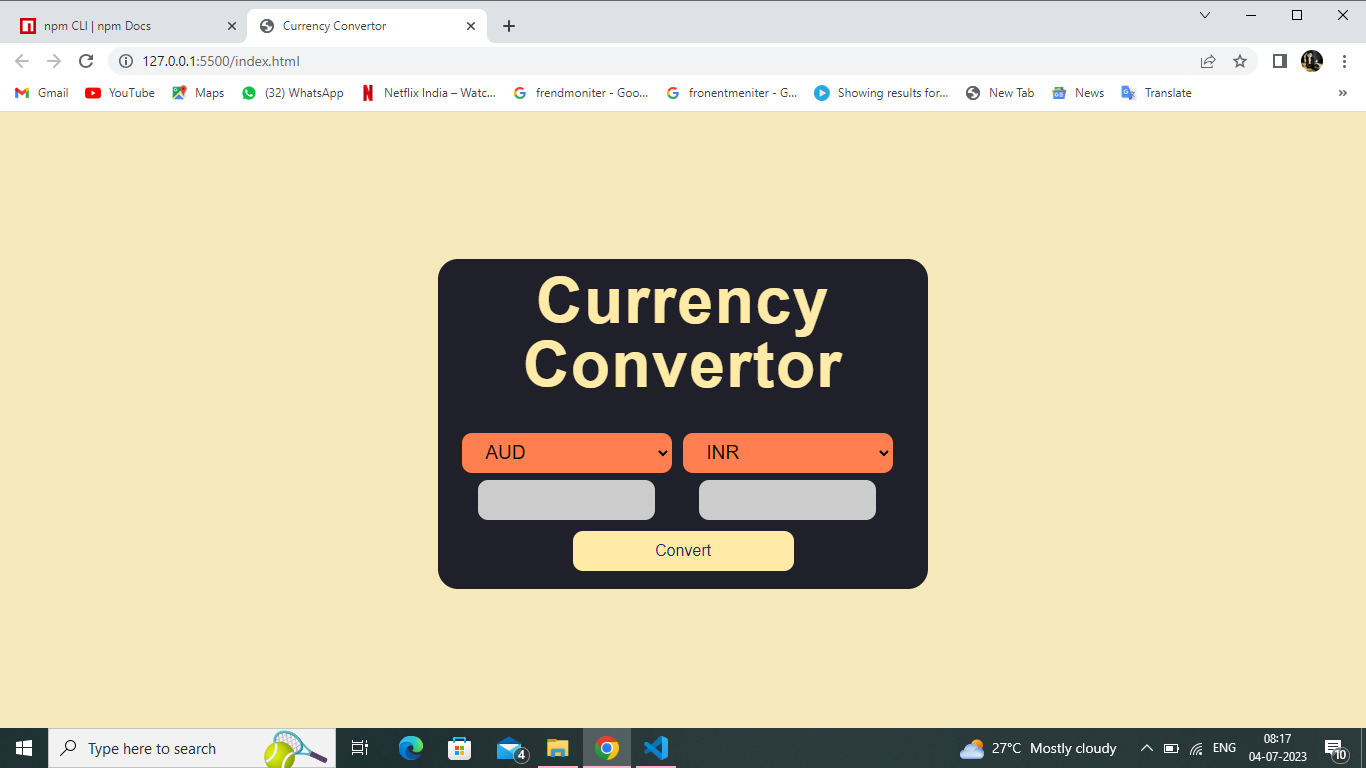 npm CLI | npm Docs
Currency Convertor
127.0.0.1:5500/index.html
Gmail
YouTube
Maps
(32) WhatsApp
Netflix India – Watc...
frendmoniter - Goo...
fronentmeniter - G...
Showing results for...
New Tab
News
Translate
Currency
Convertor
AUD
INR
Convert
Type here to search
4
27°C Mostly cloudy
ENG
08:17
04-07-2023
10